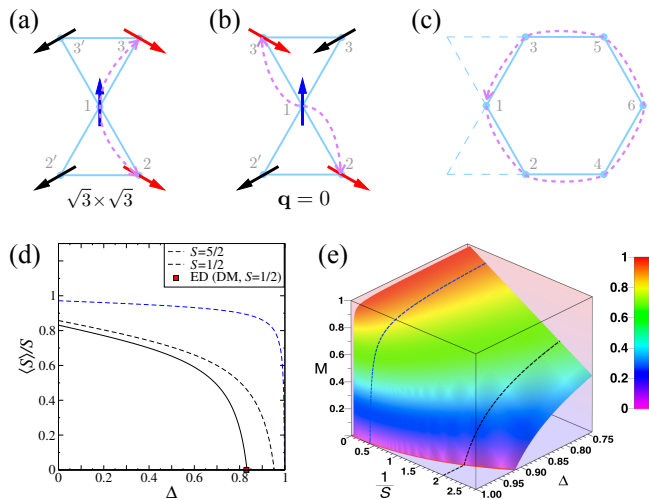 (a)
3′
3
1
2′
2
√3×√3
(b)
3′
3
1
2′
2
q = 0
(c)
3
5
1
6
2
4
(d)
S=5/2
S=1/2
ED (DM, S=1/2)
1
0.8
0.6
0.4
0.2
0
⟨S⟩/S
0 0.2 0.4 0.6 0.8 1
Δ
(e)
1
0.8
0.6
0.4
0.2
0
M
0.5 1 1.5 2 2.5
1/S
1.00 0.95 0.90 0.85 0.80 0.75
Δ
1
0.8
0.6
0.4
0.2
0